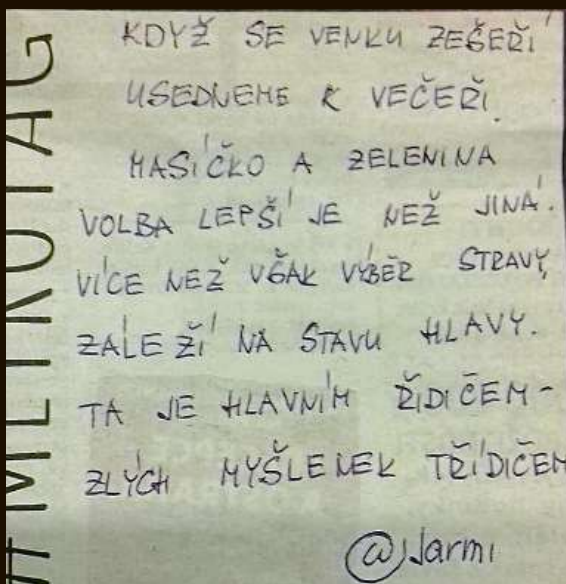 #METROTAG
KDYŽ SE VENKU ZEŠEŘÍ
USEDNEME K VEČEŘI.
MASÍČKO A ZELENINA
VOLBA LEPŠÍ JE NEŽ JINÁ.
VÍCE NEŽ VŠAK VÝBĚR STRAVY,
ZÁLEŽÍ NA STAVU HLAVY.
TA JE HLAVNÍM ŘIDIČEM-
ZLÝCH MYŠLENEK TŘÍDIČEM
@Jarmi